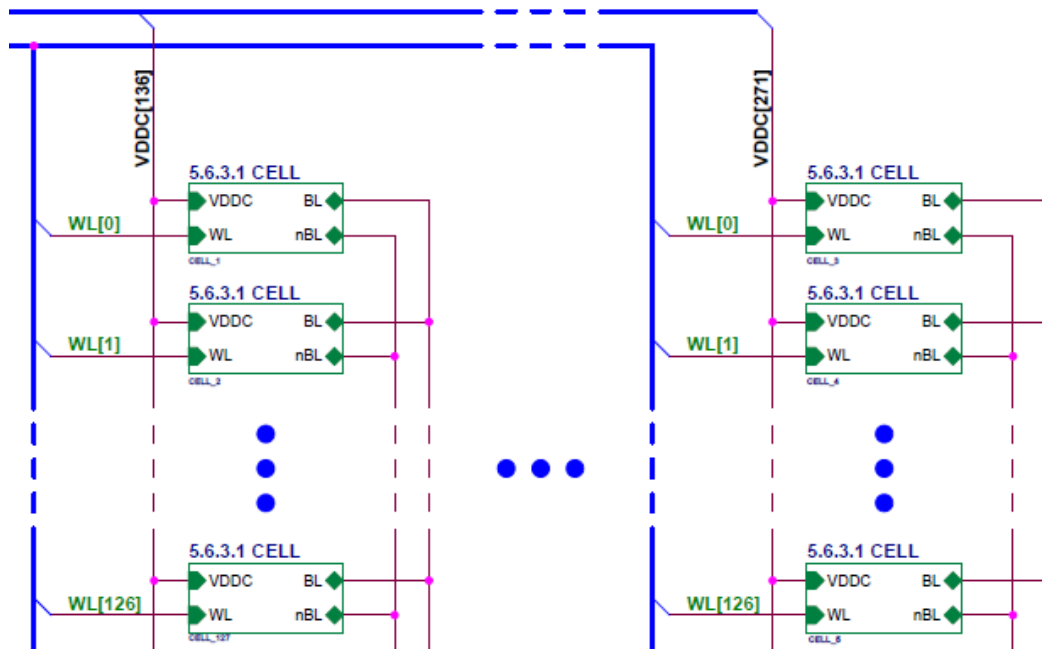 VDDC[136]
VDDC[271]
5.6.3.1 CELL
5.6.3.1 CELL
VDDC BL
VDDC BL
WL[0] WL nBL
WL[0] WL nBL
CELL_1
CELL_3
5.6.3.1 CELL
5.6.3.1 CELL
VDDC BL
VDDC BL
WL[1] WL nBL
WL[1] WL nBL
CELL_2
CELL_4
5.6.3.1 CELL
5.6.3.1 CELL
VDDC BL
VDDC BL
WL[126] WL nBL
WL[126] WL nBL
CELL_127